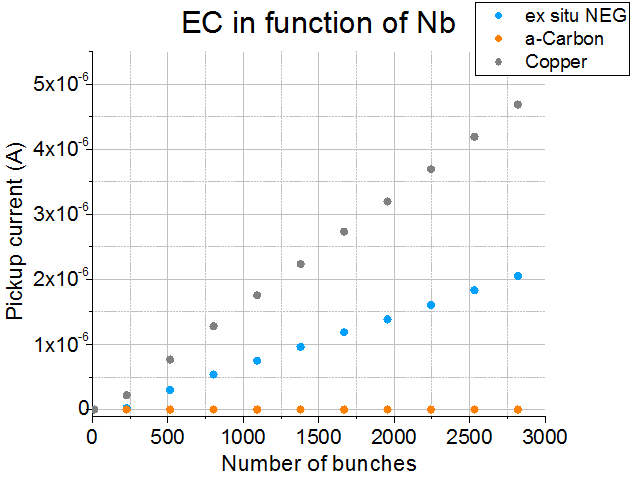 EC in function of Nb
ex situ NEG
a-Carbon
Copper
5x10⁻⁶
4x10⁻⁶
3x10⁻⁶
2x10⁻⁶
1x10⁻⁶
0
Pickup current (A)
0 500 1000 1500 2000 2500 3000
Number of bunches